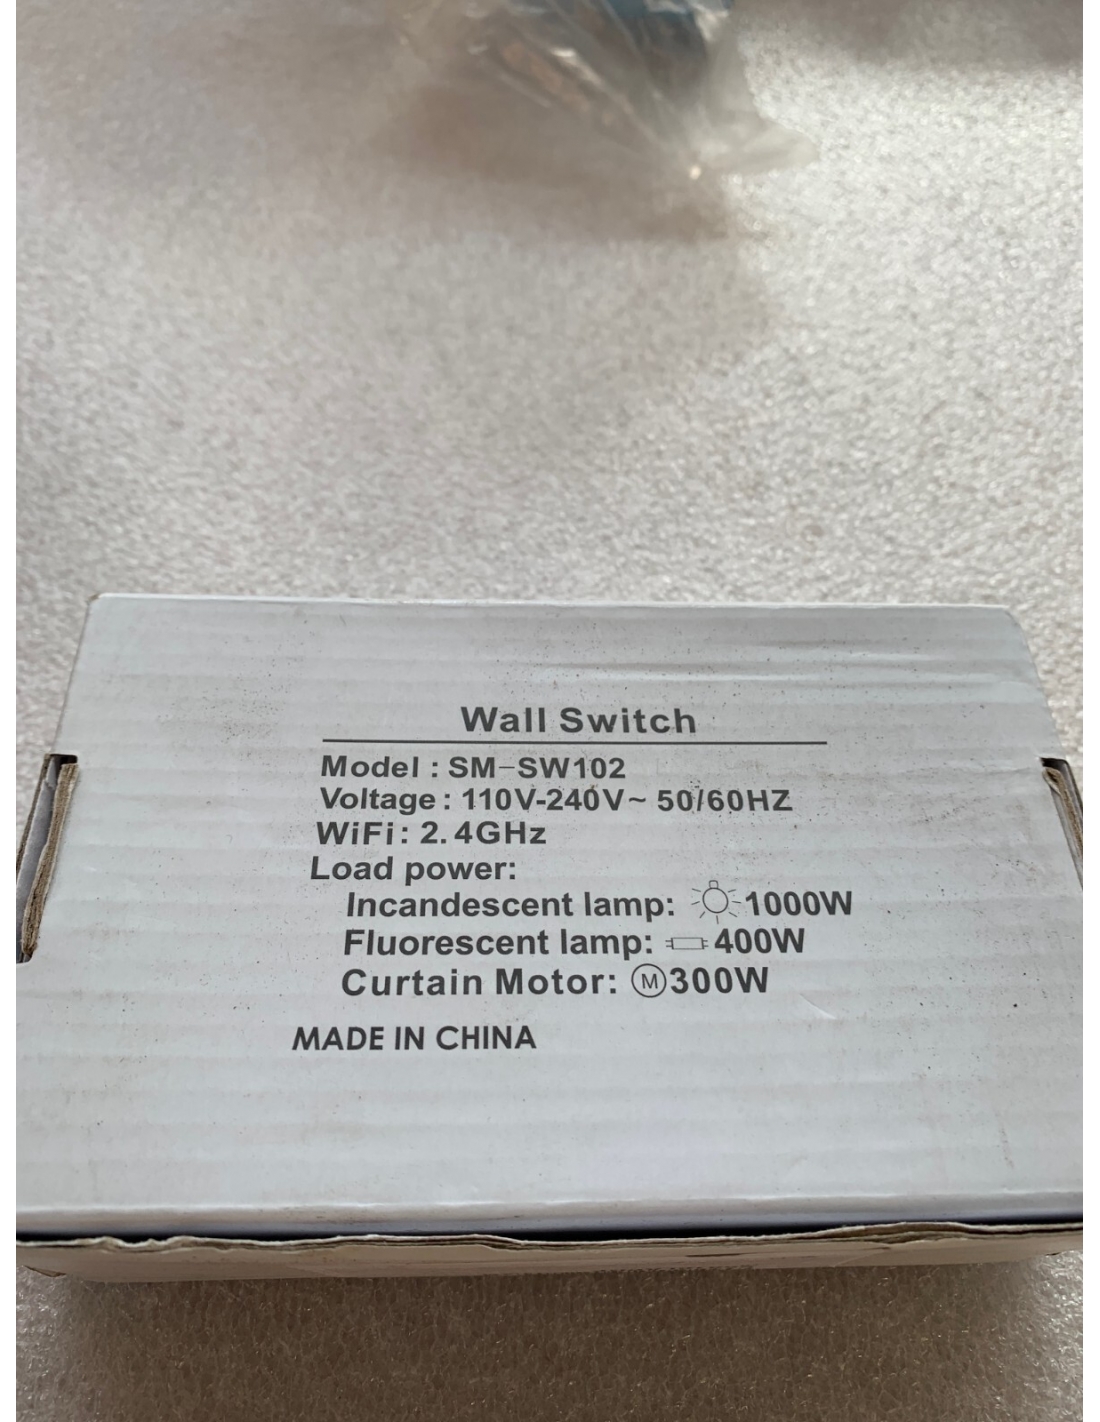 Wall Switch
Model : SM-SW102
Voltage : 110V-240V~ 50/60HZ
WiFi: 2.4GHz
Load power:
Incandescent lamp: 1000W
Fluorescent lamp: 400W
Curtain Motor: M 300W
MADE IN CHINA